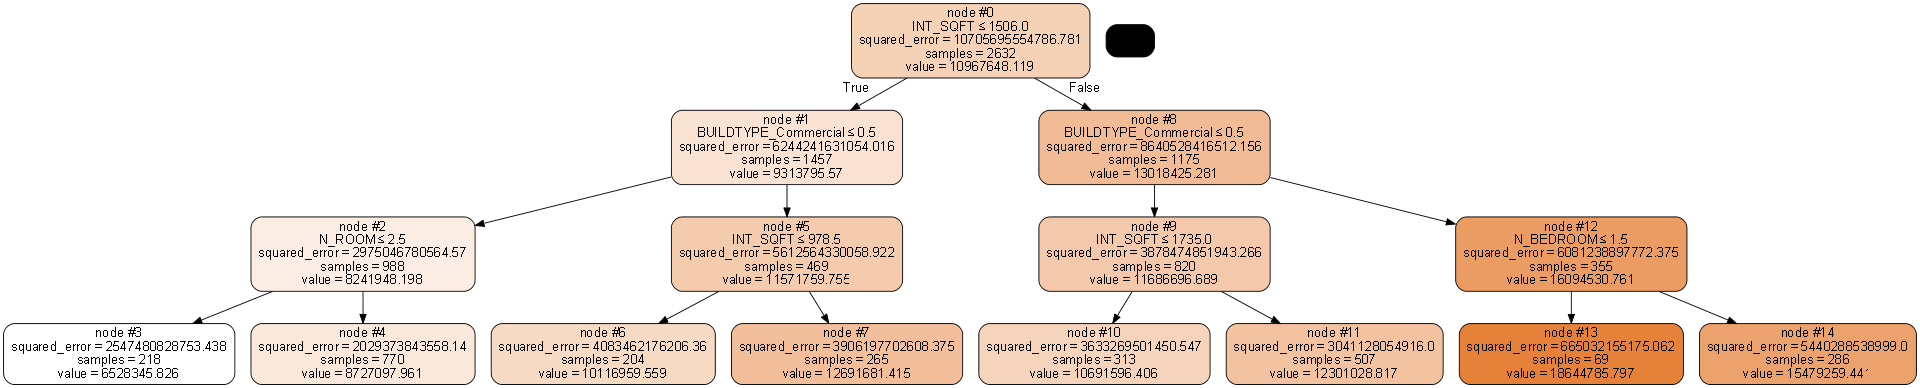 node #0
INT_SQFT ≤ 1506.0
squared_error = 10705695554786.781
samples = 2632
value = 10967648.119
True
False
node #1
BUILDTYPE_Commercial ≤ 0.5
squared_error = 6244241631054.016
samples = 1457
value = 9313795.57
node #8
BUILDTYPE_Commercial ≤ 0.5
squared_error = 8640528416512.156
samples = 1175
value = 13018425.281
node #2
N_ROOM ≤ 2.5
squared_error = 2975046780564.57
samples = 988
value = 8241948.198
node #5
INT_SQFT ≤ 978.5
squared_error = 5612564330058.922
samples = 469
value = 11571759.755
node #9
INT_SQFT ≤ 1735.0
squared_error = 3878474851943.266
samples = 820
value = 11686696.689
node #12
N_BEDROOM ≤ 1.5
squared_error = 6081238897772.375
samples = 355
value = 16094530.761
node #3
squared_error = 2547480828753.438
samples = 218
value = 6528345.826
node #4
squared_error = 2029373843558.14
samples = 770
value = 8727097.961
node #6
squared_error = 4083462176206.36
samples = 204
value = 10116959.559
node #7
squared_error = 3906197702608.375
samples = 265
value = 12691681.415
node #10
squared_error = 3633269501450.547
samples = 313
value = 10691596.406
node #11
squared_error = 3041128054916.0
samples = 507
value = 12301028.817
node #13
squared_error = 665032155175.062
samples = 69
value = 18644785.797
node #14
squared_error = 5440288538999.0
samples = 286
value = 15479259.441